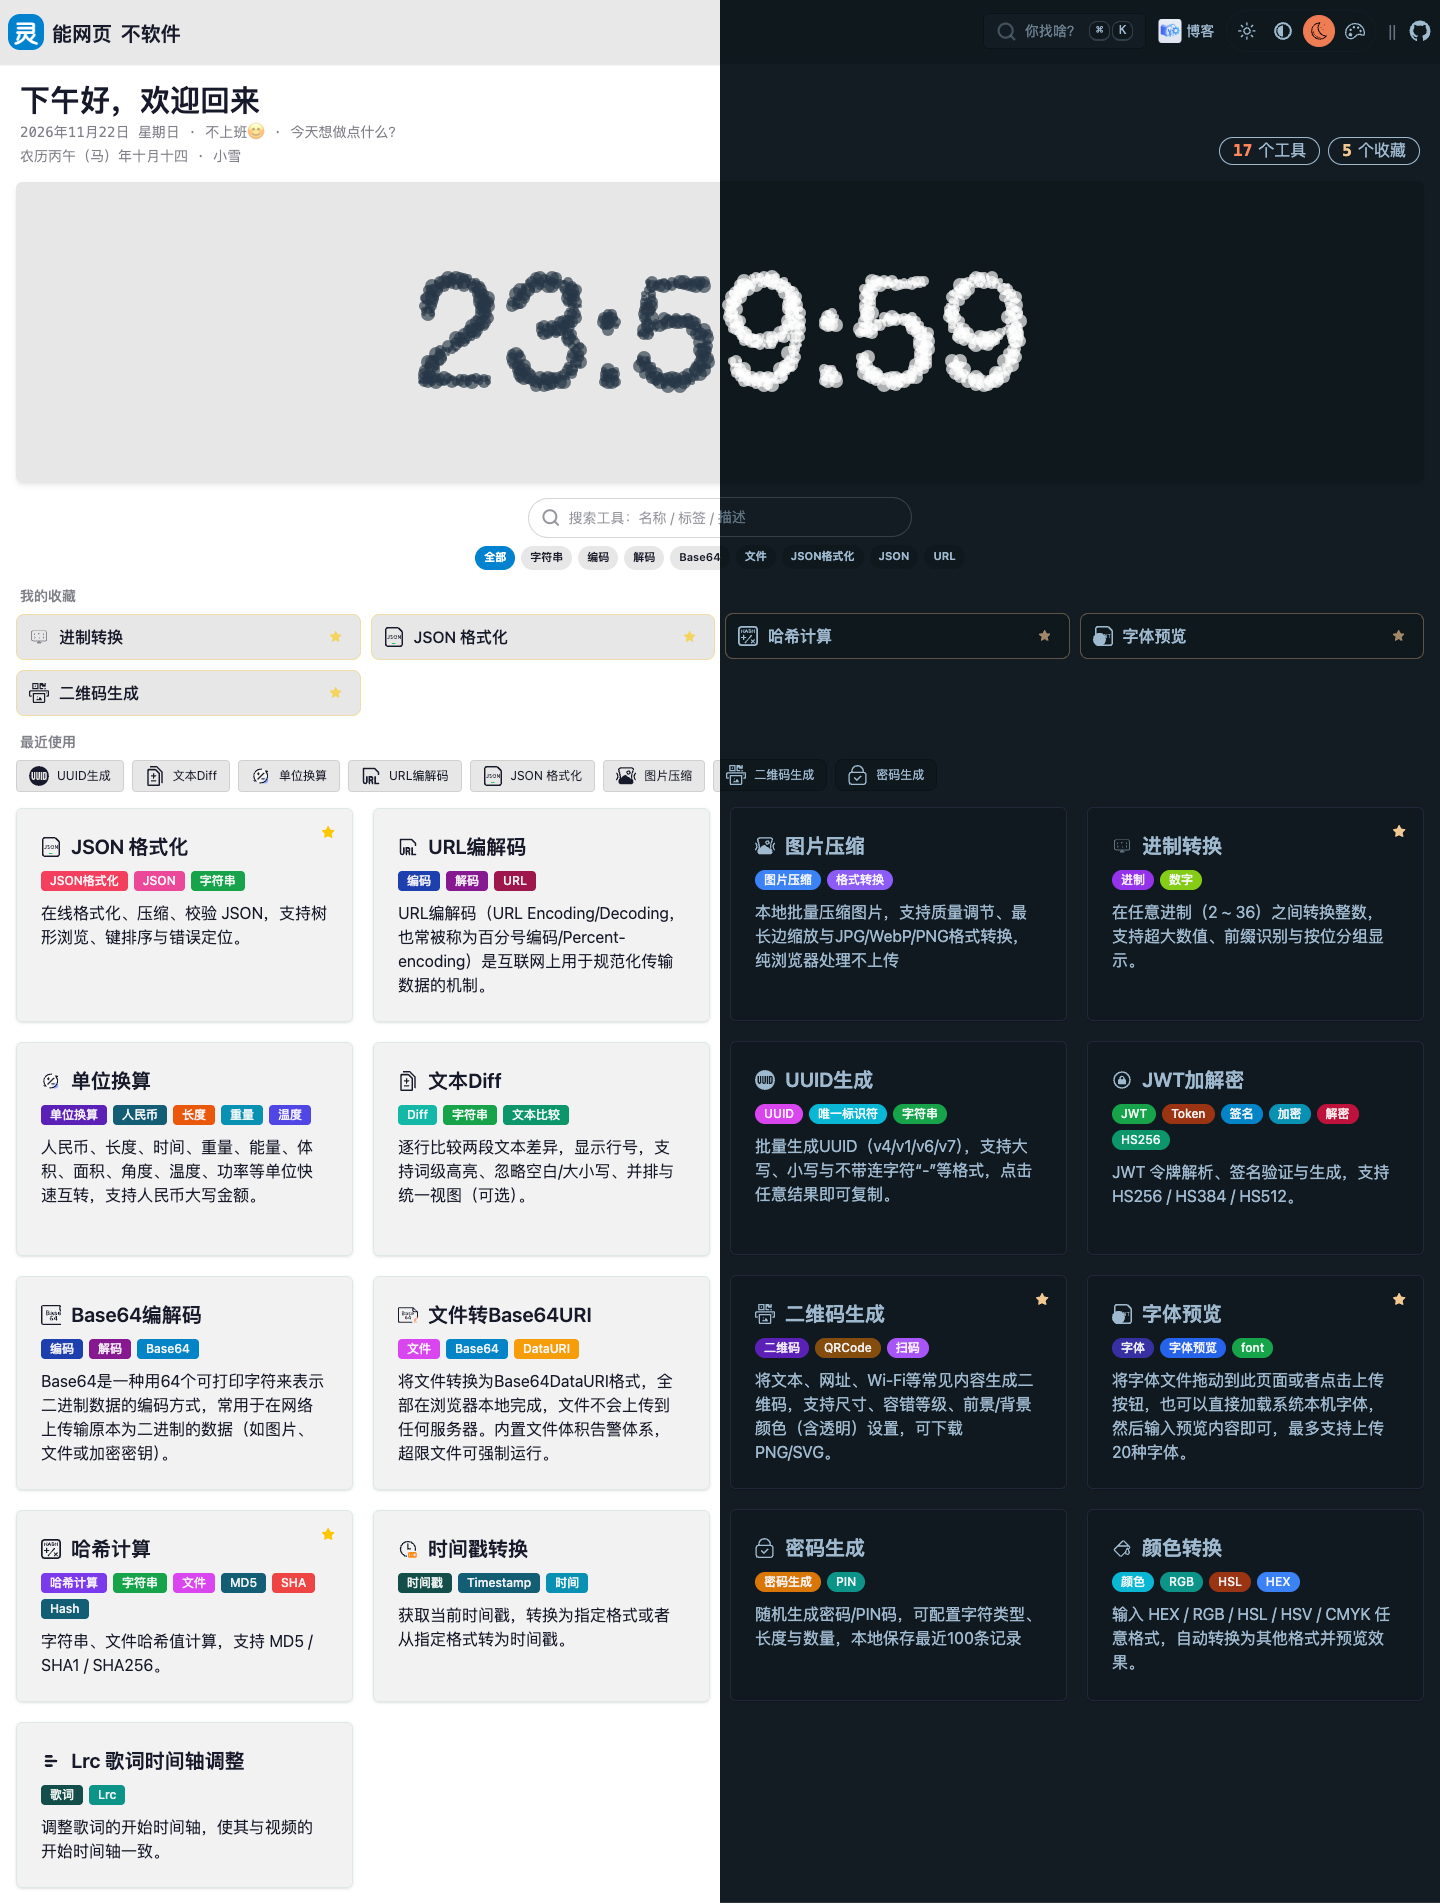 灵 能网页 不软件
你找啥? ⌘ K 博客
下午好，欢迎回来
2026年11月22日 星期日 · 不上班😊 · 今天想做点什么?
农历丙午（马）年十月十四 · 小雪
17 个工具 5 个收藏
23:59:59
搜索工具：名称 / 标签 / 描述
全部 字符串 编码 解码 Base64 文件 JSON格式化 JSON URL
我的收藏
进制转换 JSON 格式化 哈希计算 字体预览
二维码生成
最近使用
UUID生成 文本Diff 单位换算 URL编解码 JSON 格式化 图片压缩 二维码生成 密码生成
JSON 格式化
JSON格式化 JSON 字符串
在线格式化、压缩、校验 JSON，支持树
形浏览、键排序与错误定位。
URL编解码
编码 解码 URL
URL编解码（URL Encoding/Decoding，
也常被称为百分号编码/Percent-
encoding）是互联网上用于规范化传输
数据的机制。
图片压缩
图片压缩 格式转换
本地批量压缩图片，支持质量调节、最
长边缩放与JPG/WebP/PNG格式转换，
纯浏览器处理不上传
进制转换
进制 数字
在任意进制（2 ~ 36）之间转换整数，
支持超大数值、前缀识别与按位分组显
示。
单位换算
单位换算 人民币 长度 重量 温度
人民币、长度、时间、重量、能量、体
积、面积、角度、温度、功率等单位快
速互转，支持人民币大写金额。
文本Diff
Diff 字符串 文本比较
逐行比较两段文本差异，显示行号，支
持词级高亮、忽略空白/大小写、并排与
统一视图（可选）。
UUID生成
UUID 唯一标识符 字符串
批量生成UUID（v4/v1/v6/v7），支持大
写、小写与不带连字符“-”等格式，点击
任意结果即可复制。
JWT加解密
JWT Token 签名 加密 解密
HS256
JWT 令牌解析、签名验证与生成，支持
HS256 / HS384 / HS512。
Base64编解码
编码 解码 Base64
Base64是一种用64个可打印字符来表示
二进制数据的编码方式，常用于在网络
上传输原本为二进制的数据（如图片、
文件或加密密钥）。
文件转Base64URI
文件 Base64 DataURI
将文件转换为Base64DataURI格式，全
部在浏览器本地完成，文件不会上传到
任何服务器。内置文件体积告警体系，
超限文件可强制运行。
二维码生成
二维码 QRCode 扫码
将文本、网址、Wi-Fi等常见内容生成二
维码，支持尺寸、容错等级、前景/背景
颜色（含透明）设置，可下载
PNG/SVG。
字体预览
字体 字体预览 font
将字体文件拖动到此页面或者点击上传
按钮，也可以直接加载系统本机字体，
然后输入预览内容即可，最多支持上传
20种字体。
哈希计算
哈希计算 字符串 文件 MD5 SHA
Hash
字符串、文件哈希值计算，支持 MD5 /
SHA1 / SHA256。
时间戳转换
时间戳 Timestamp 时间
获取当前时间戳，转换为指定格式或者
从指定格式转为时间戳。
密码生成
密码生成 PIN
随机生成密码/PIN码，可配置字符类型、
长度与数量，本地保存最近100条记录
颜色转换
颜色 RGB HSL HEX
输入 HEX / RGB / HSL / HSV / CMYK 任
意格式，自动转换为其他格式并预览效
果。
Lrc 歌词时间轴调整
歌词 Lrc
调整歌词的开始时间轴，使其与视频的
开始时间轴一致。